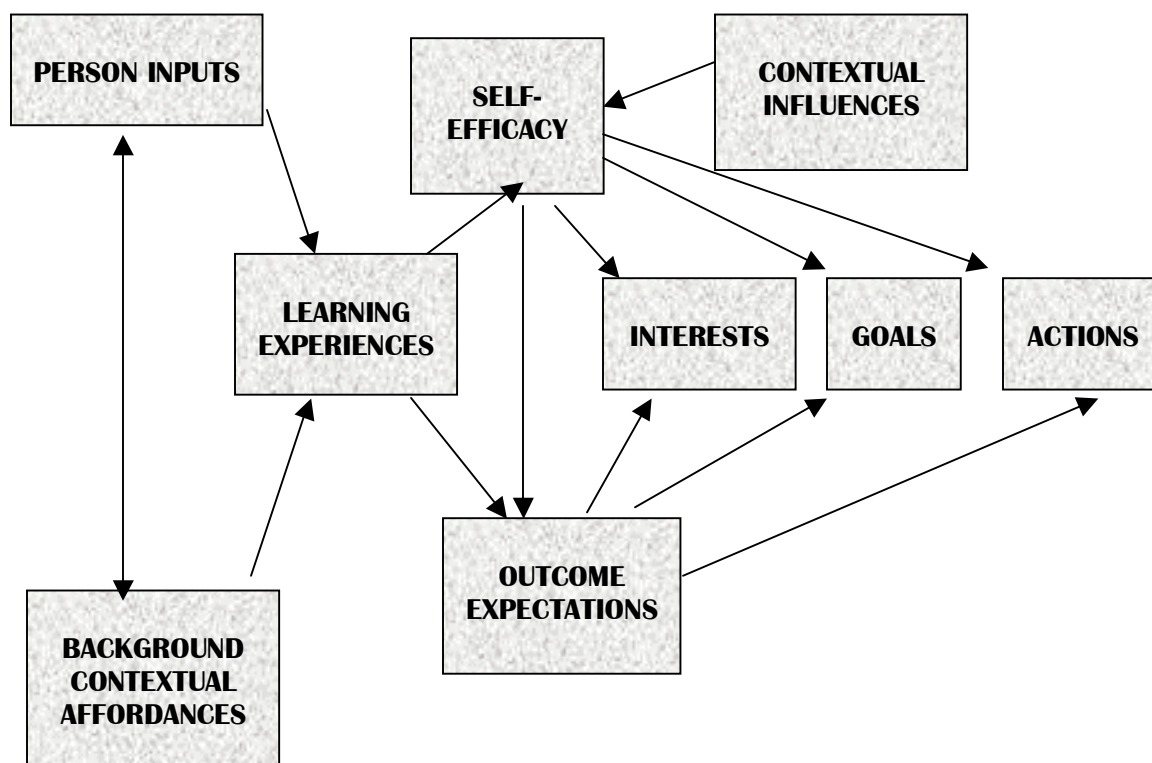 PERSON INPUTS
SELF-
EFFICACY
CONTEXTUAL
INFLUENCES
LEARNING
EXPERIENCES
INTERESTS
GOALS
ACTIONS
OUTCOME
EXPECTATIONS
BACKGROUND
CONTEXTUAL
AFFORDANCES